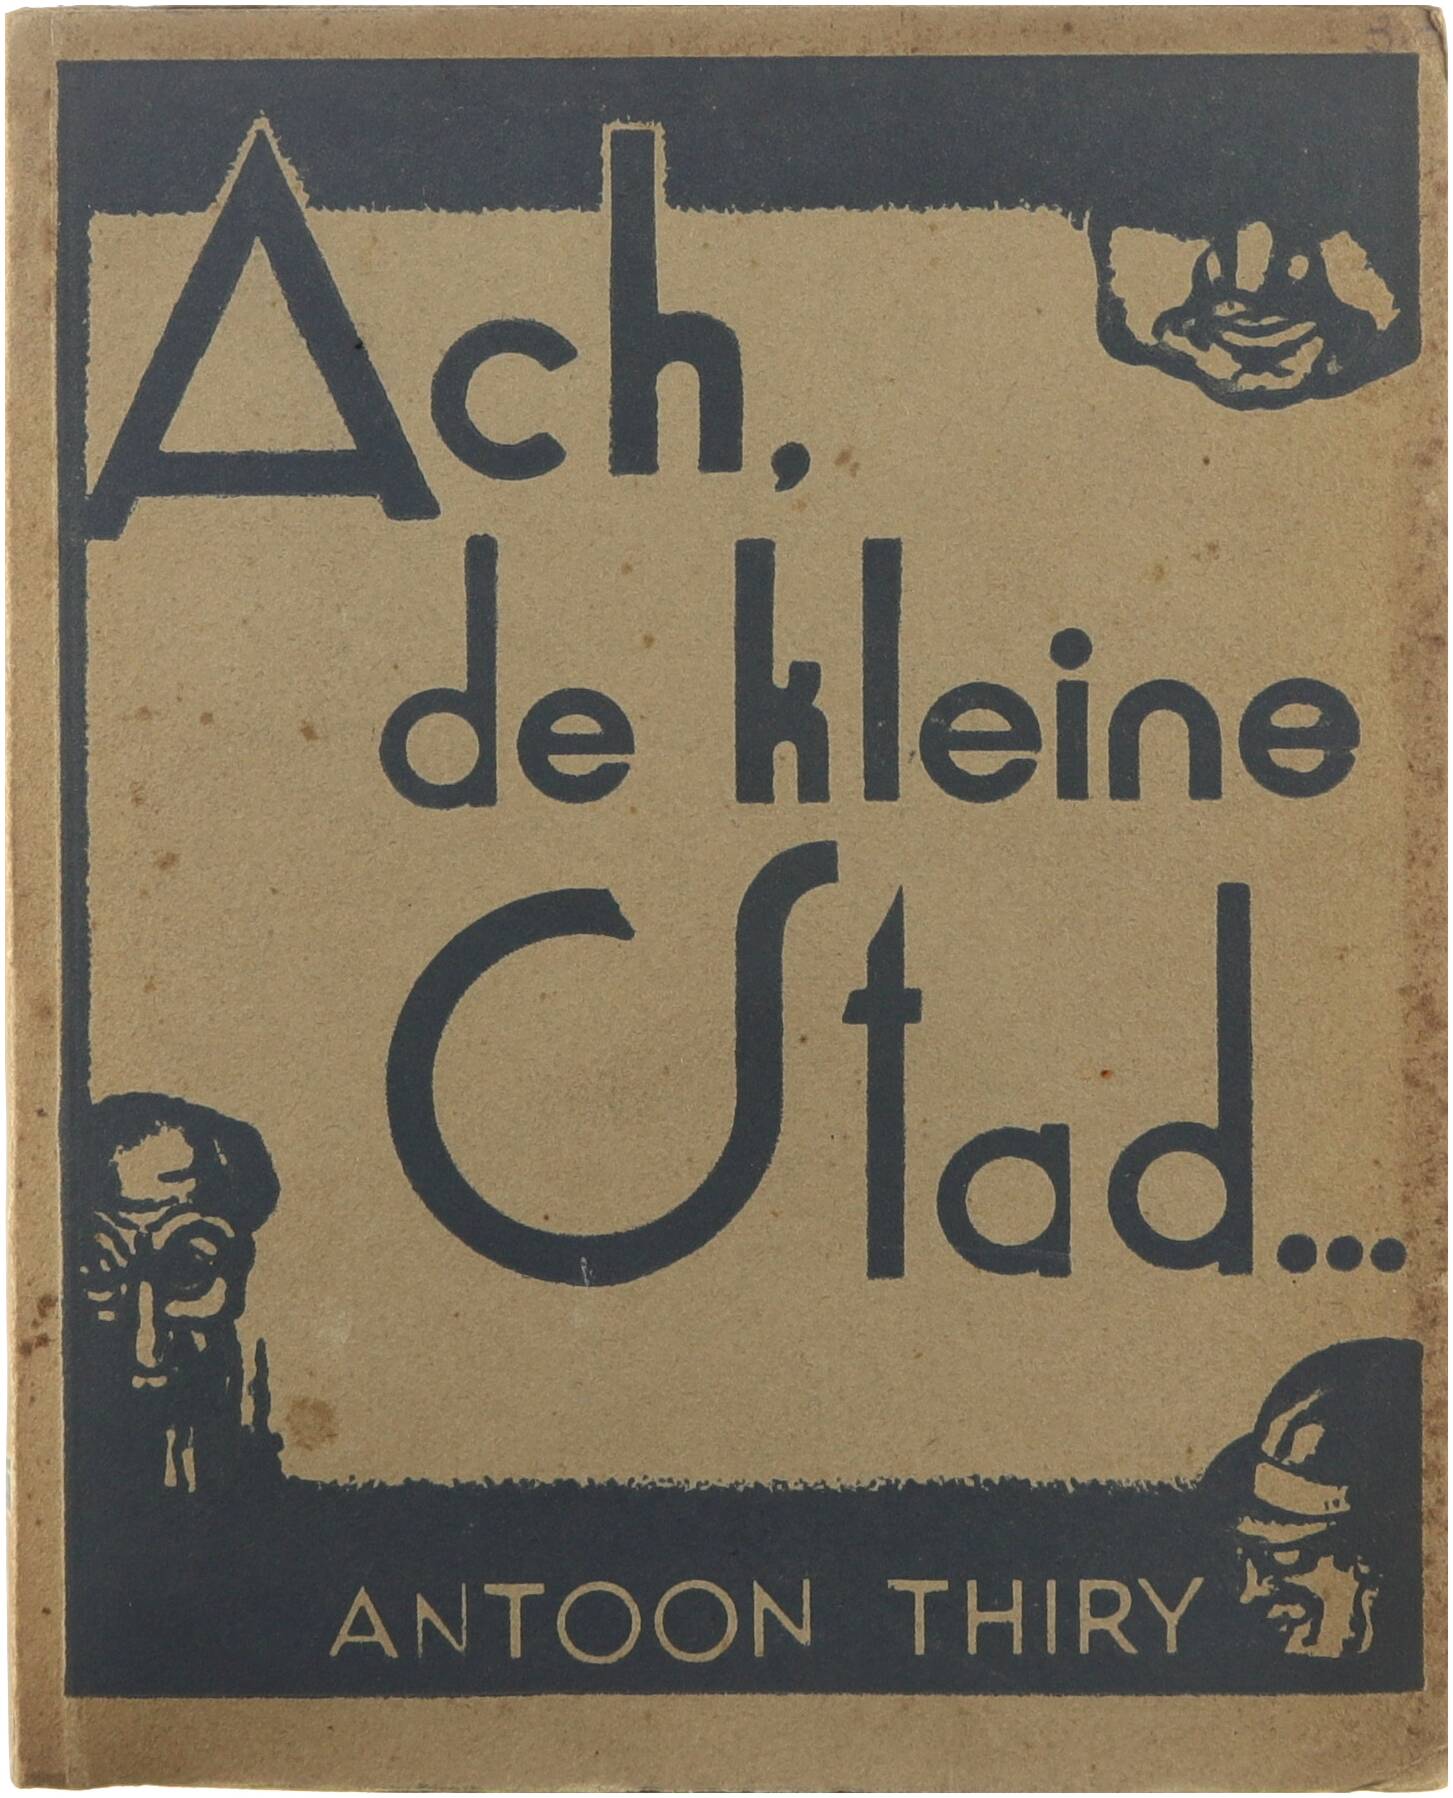 Ach,
de kleine
Stad...
ANTOON THIRY